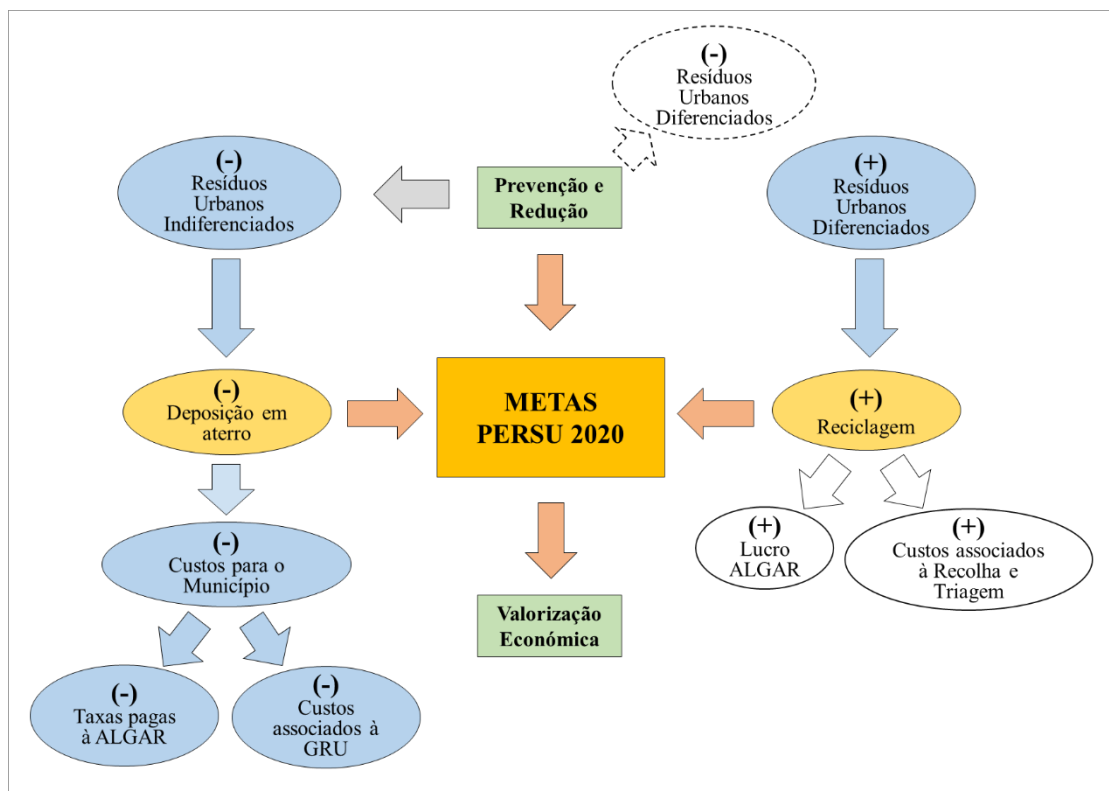 (-)
Resíduos
Urbanos
Diferenciados
(-)
Resíduos
Urbanos
Indiferenciados
Prevenção e
Redução
(+)
Resíduos
Urbanos
Diferenciados
(-)
Deposição em
aterro
METAS
PERSU 2020
(+)
Reciclagem
(-)
Custos para o
Município
(+)
Lucro
ALGAR
(+)
Custos associados
à Recolha e
Triagem
Valorização
Económica
(-)
Taxas pagas
à ALGAR
(-)
Custos
associados à
GRU